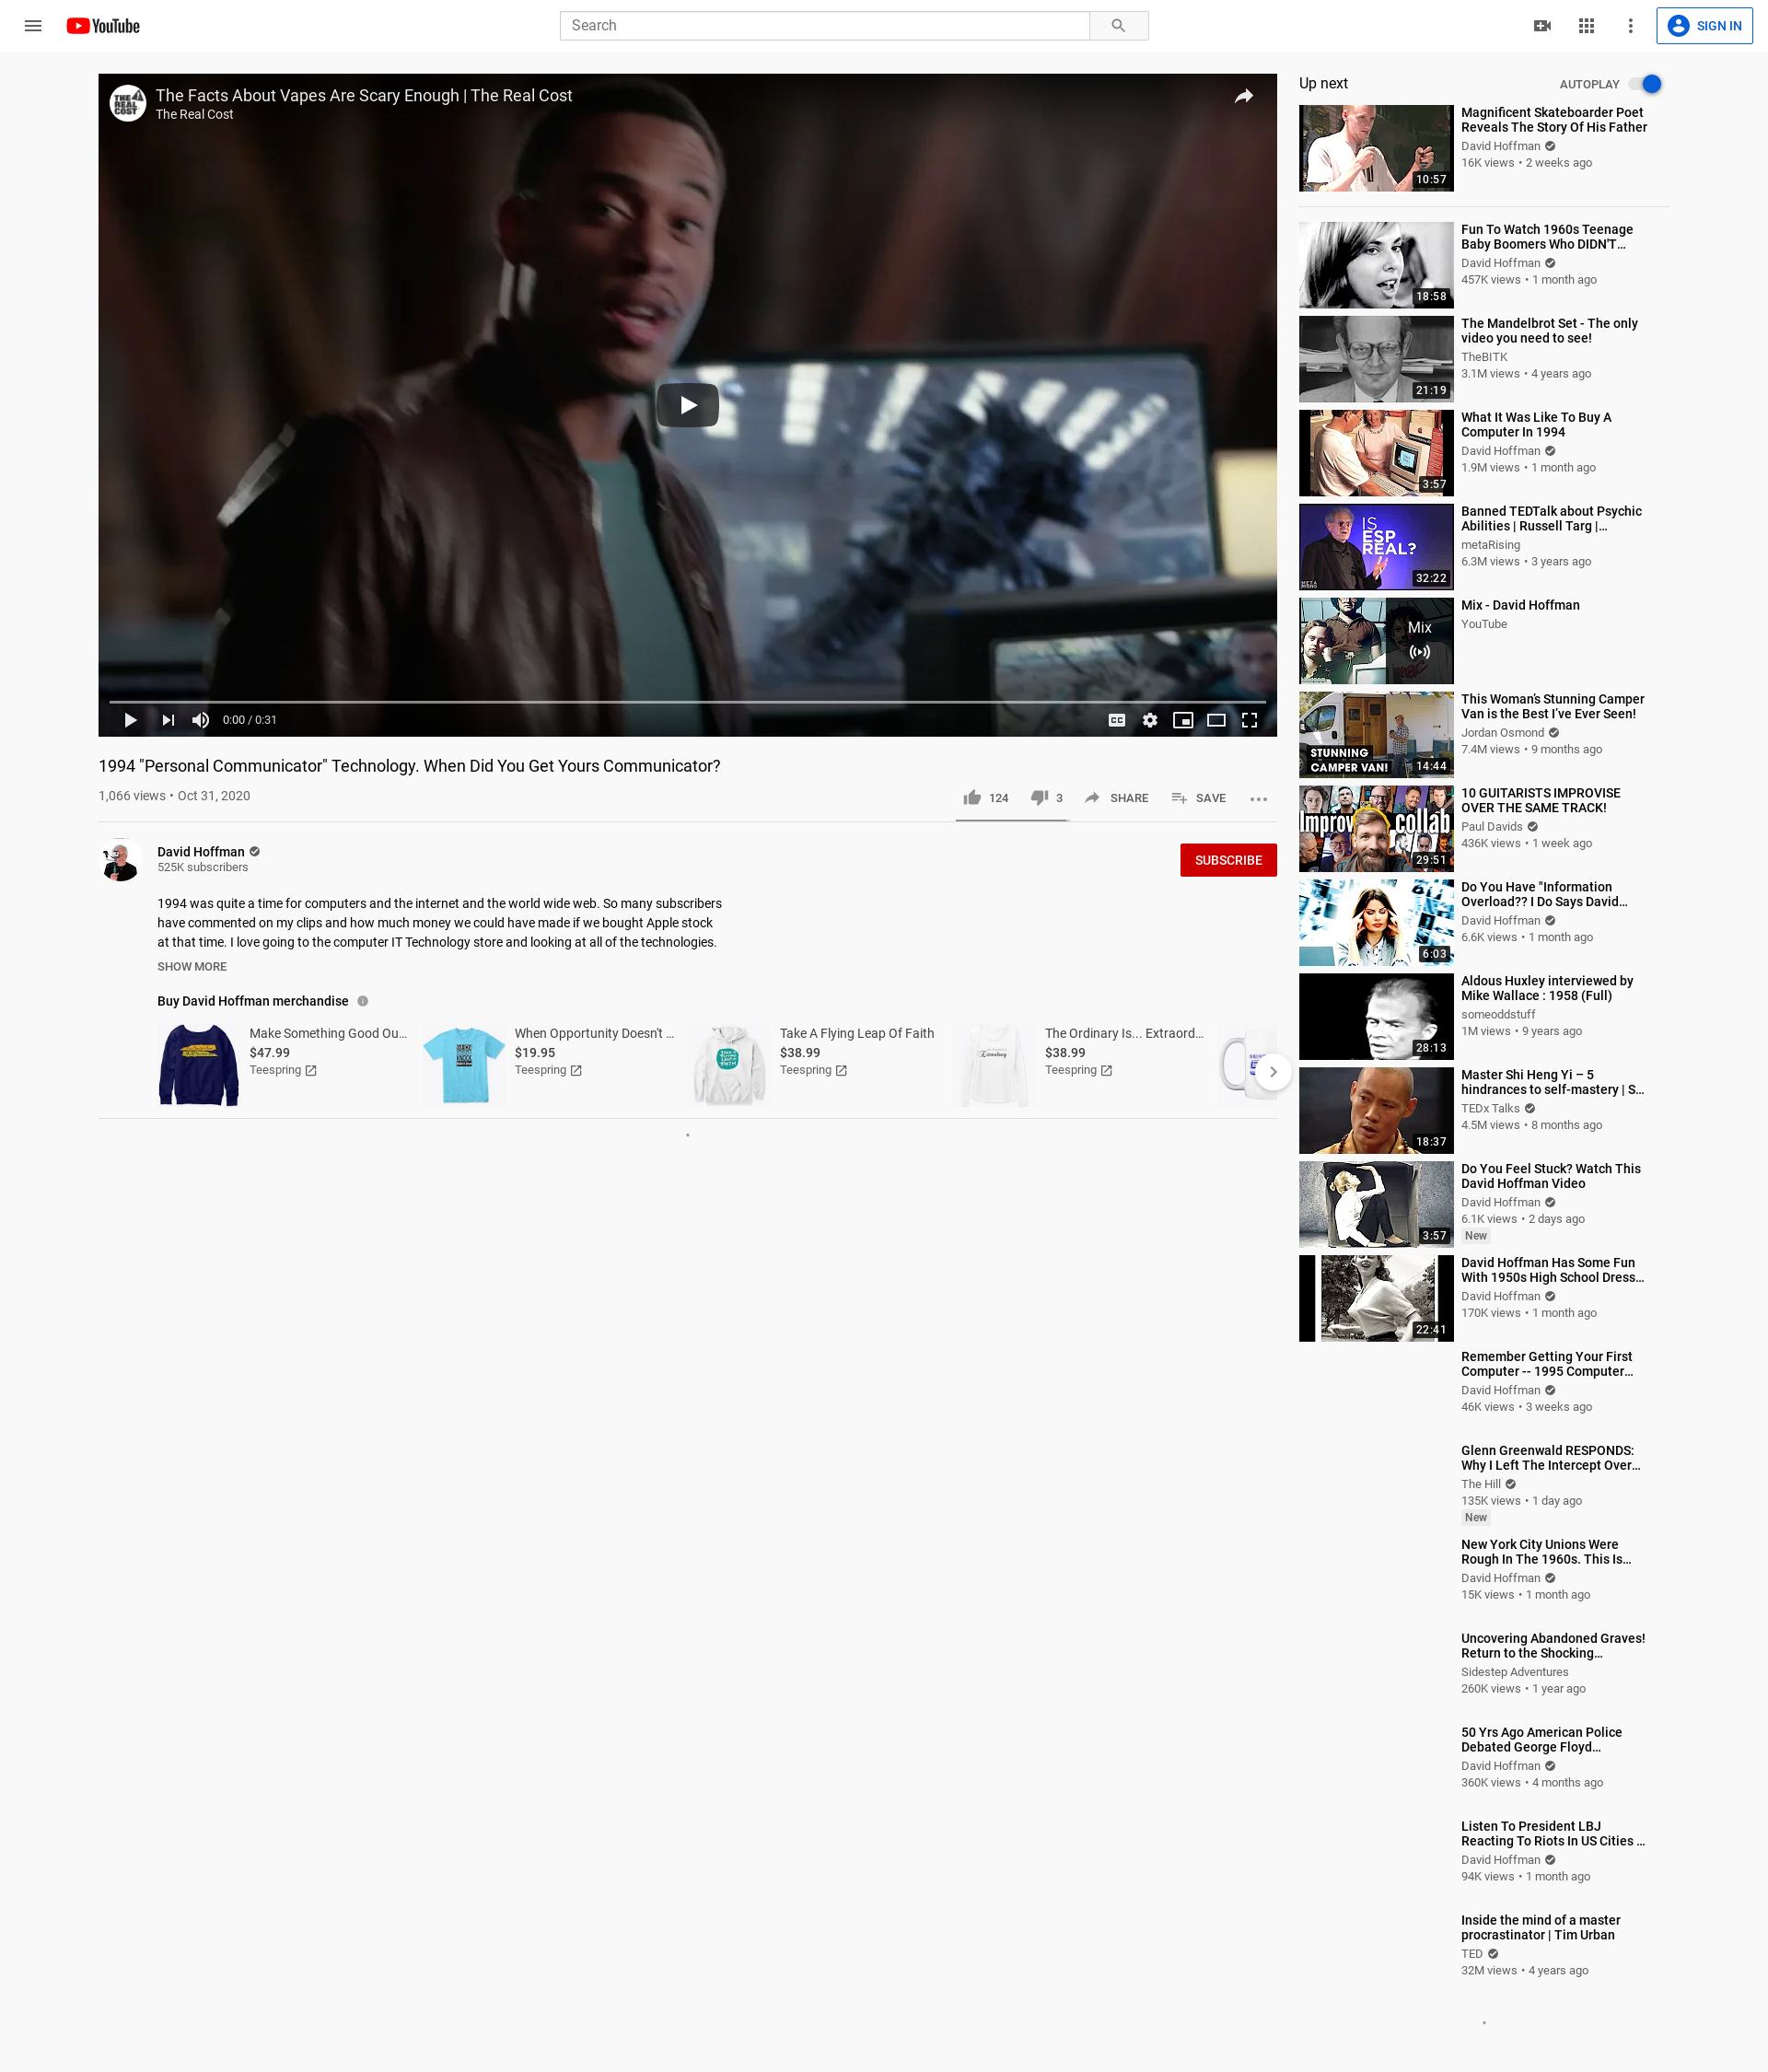 YouTube
Search
SIGN IN
THE REAL COST
The Facts About Vapes Are Scary Enough | The Real Cost
The Real Cost
0:00 / 0:31
CC
1994 "Personal Communicator" Technology. When Did You Get Yours Communicator?
1,066 views • Oct 31, 2020
124
3
SHARE
SAVE
David Hoffman
525K subscribers
SUBSCRIBE
1994 was quite a time for computers and the internet and the world wide web. So many subscribers
have commented on my clips and how much money we could have made if we bought Apple stock
at that time. I love going to the computer IT Technology store and looking at all of the technologies.
SHOW MORE
Buy David Hoffman merchandise
Make Something Good Ou...
$47.99
Teespring
When Opportunity Doesn't ...
$19.95
Teespring
Take A Flying Leap Of Faith
$38.99
Teespring
The Ordinary Is... Extraord...
$38.99
Teespring
Up next
AUTOPLAY
10:57
Magnificent Skateboarder Poet
Reveals The Story Of His Father
David Hoffman
16K views • 2 weeks ago
18:58
Fun To Watch 1960s Teenage
Baby Boomers Who DIDN'T...
David Hoffman
457K views • 1 month ago
21:19
The Mandelbrot Set - The only
video you need to see!
TheBITK
3.1M views • 4 years ago
3:57
What It Was Like To Buy A
Computer In 1994
David Hoffman
1.9M views • 1 month ago
IS
ESP
REAL?
META
RISING
32:22
Banned TEDTalk about Psychic
Abilities | Russell Targ |...
metaRising
6.3M views • 3 years ago
Mix
Mix - David Hoffman
YouTube
STUNNING
CAMPER VAN!
14:44
This Woman’s Stunning Camper
Van is the Best I’ve Ever Seen!
Jordan Osmond
7.4M views • 9 months ago
Improv collab
29:51
10 GUITARISTS IMPROVISE
OVER THE SAME TRACK!
Paul Davids
436K views • 1 week ago
6:03
Do You Have "Information
Overload?? I Do Says David...
David Hoffman
6.6K views • 1 month ago
28:13
Aldous Huxley interviewed by
Mike Wallace : 1958 (Full)
someoddstuff
1M views • 9 years ago
18:37
Master Shi Heng Yi – 5
hindrances to self-mastery | S...
TEDx Talks
4.5M views • 8 months ago
3:57
Do You Feel Stuck? Watch This
David Hoffman Video
David Hoffman
6.1K views • 2 days ago
New
22:41
David Hoffman Has Some Fun
With 1950s High School Dress...
David Hoffman
170K views • 1 month ago
Remember Getting Your First
Computer -- 1995 Computer...
David Hoffman
46K views • 3 weeks ago
Glenn Greenwald RESPONDS:
Why I Left The Intercept Over...
The Hill
135K views • 1 day ago
New
New York City Unions Were
Rough In The 1960s. This Is...
David Hoffman
15K views • 1 month ago
Uncovering Abandoned Graves!
Return to the Shocking...
Sidestep Adventures
260K views • 1 year ago
50 Yrs Ago American Police
Debated George Floyd...
David Hoffman
360K views • 4 months ago
Listen To President LBJ
Reacting To Riots In US Cities ...
David Hoffman
94K views • 1 month ago
Inside the mind of a master
procrastinator | Tim Urban
TED
32M views • 4 years ago